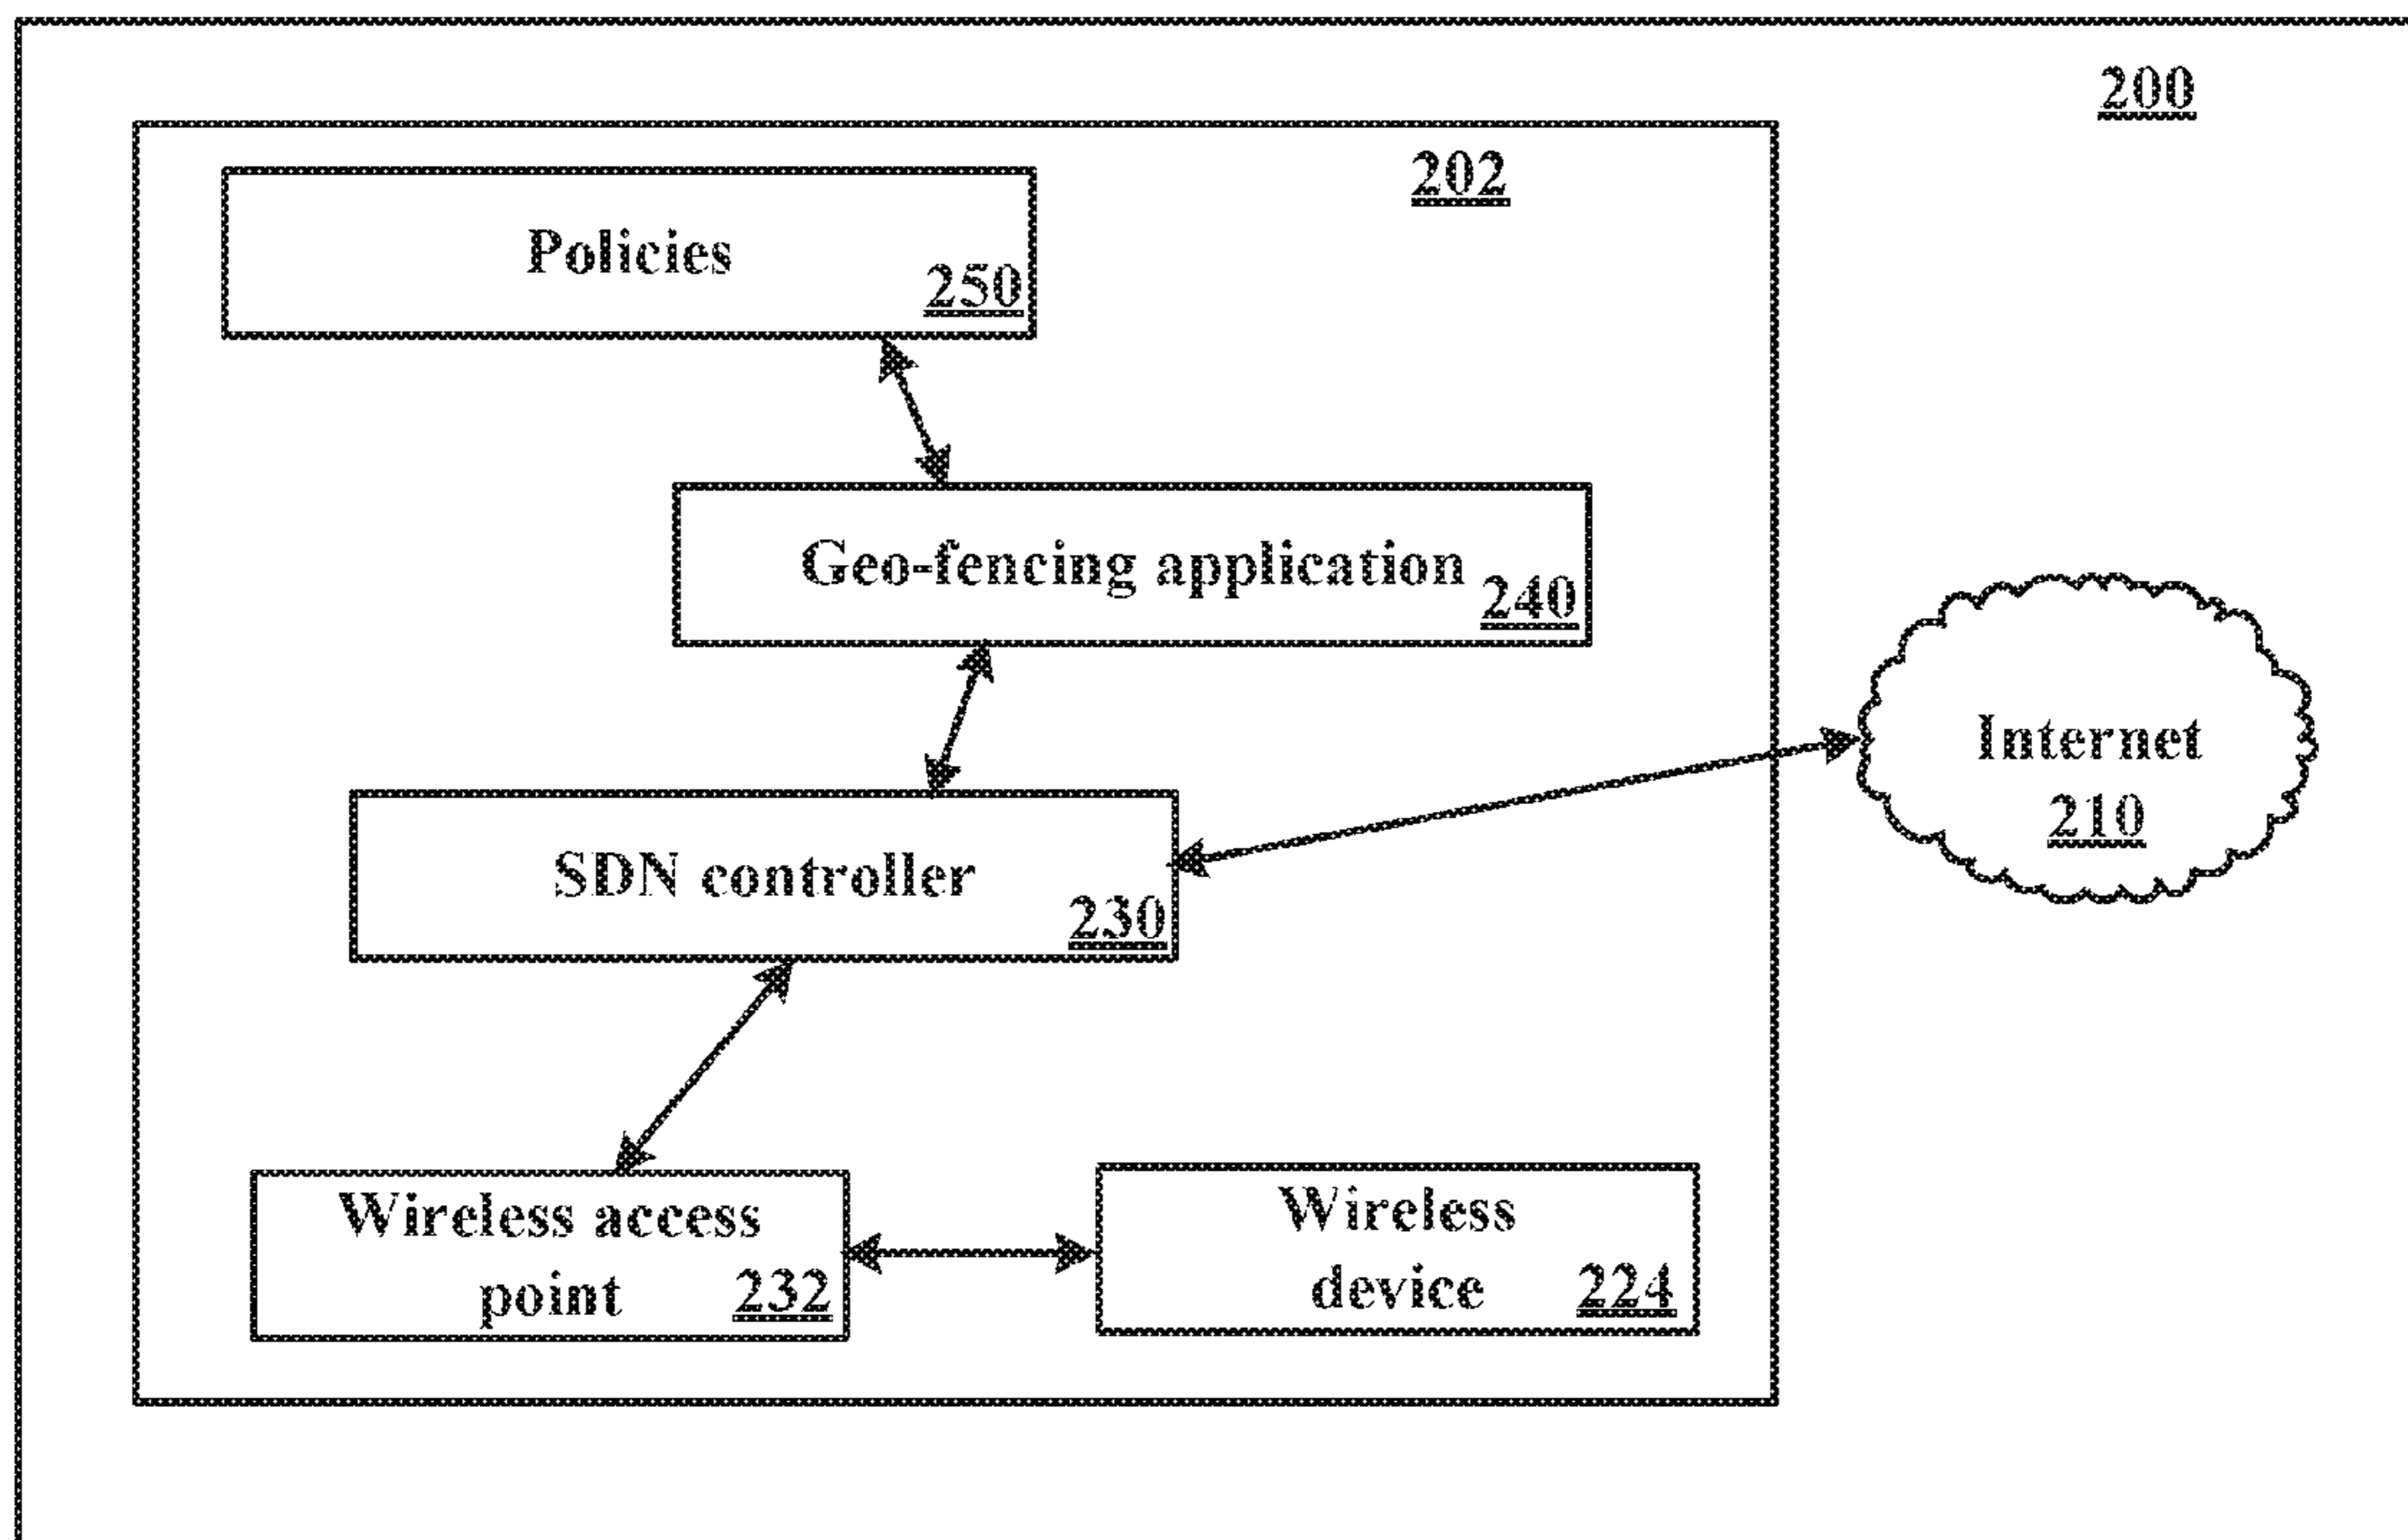 200
202
Policies
250
Geo-fencing application
240
Internet
210
SDN controller
230
Wireless access
point 232
Wireless
device 224